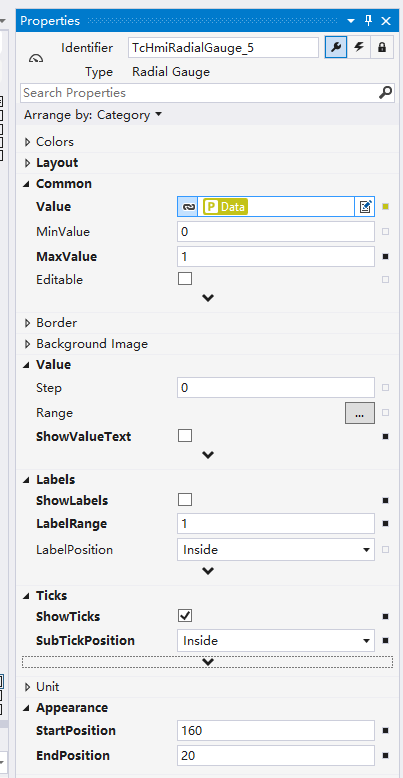 Properties
Identifier TcHmiRadialGauge_5
Type Radial Gauge
Search Properties
Arrange by: Category
Colors
Layout
Common
Value P Data
MinValue 0
MaxValue 1
Editable
Border
Background Image
Value
Step 0
Range ...
ShowValueText
Labels
ShowLabels
LabelRange 1
LabelPosition Inside
Ticks
ShowTicks
SubTickPosition Inside
Unit
Appearance
StartPosition 160
EndPosition 20